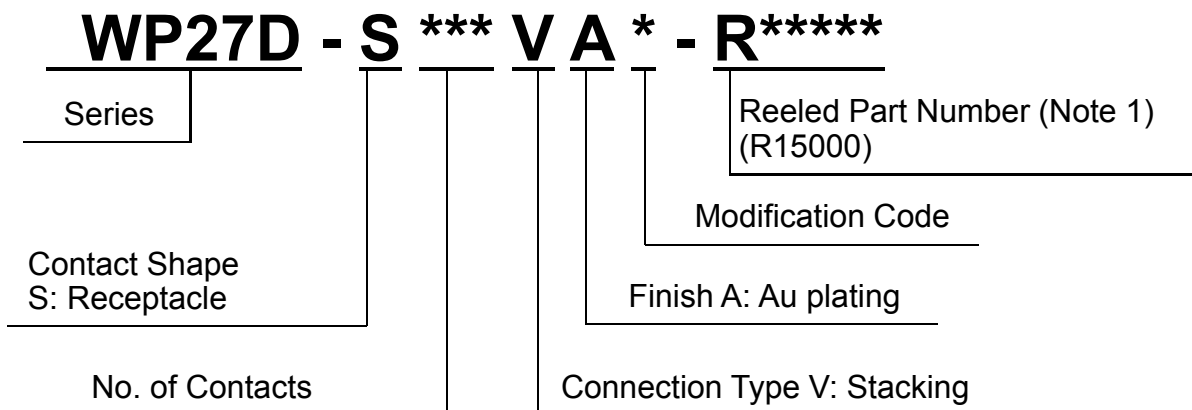 WP27D - S *** V A * - R*****
Series
Reeled Part Number (Note 1)
(R15000)
Modification Code
Contact Shape
S: Receptacle
Finish A: Au plating
No. of Contacts
Connection Type V: Stacking